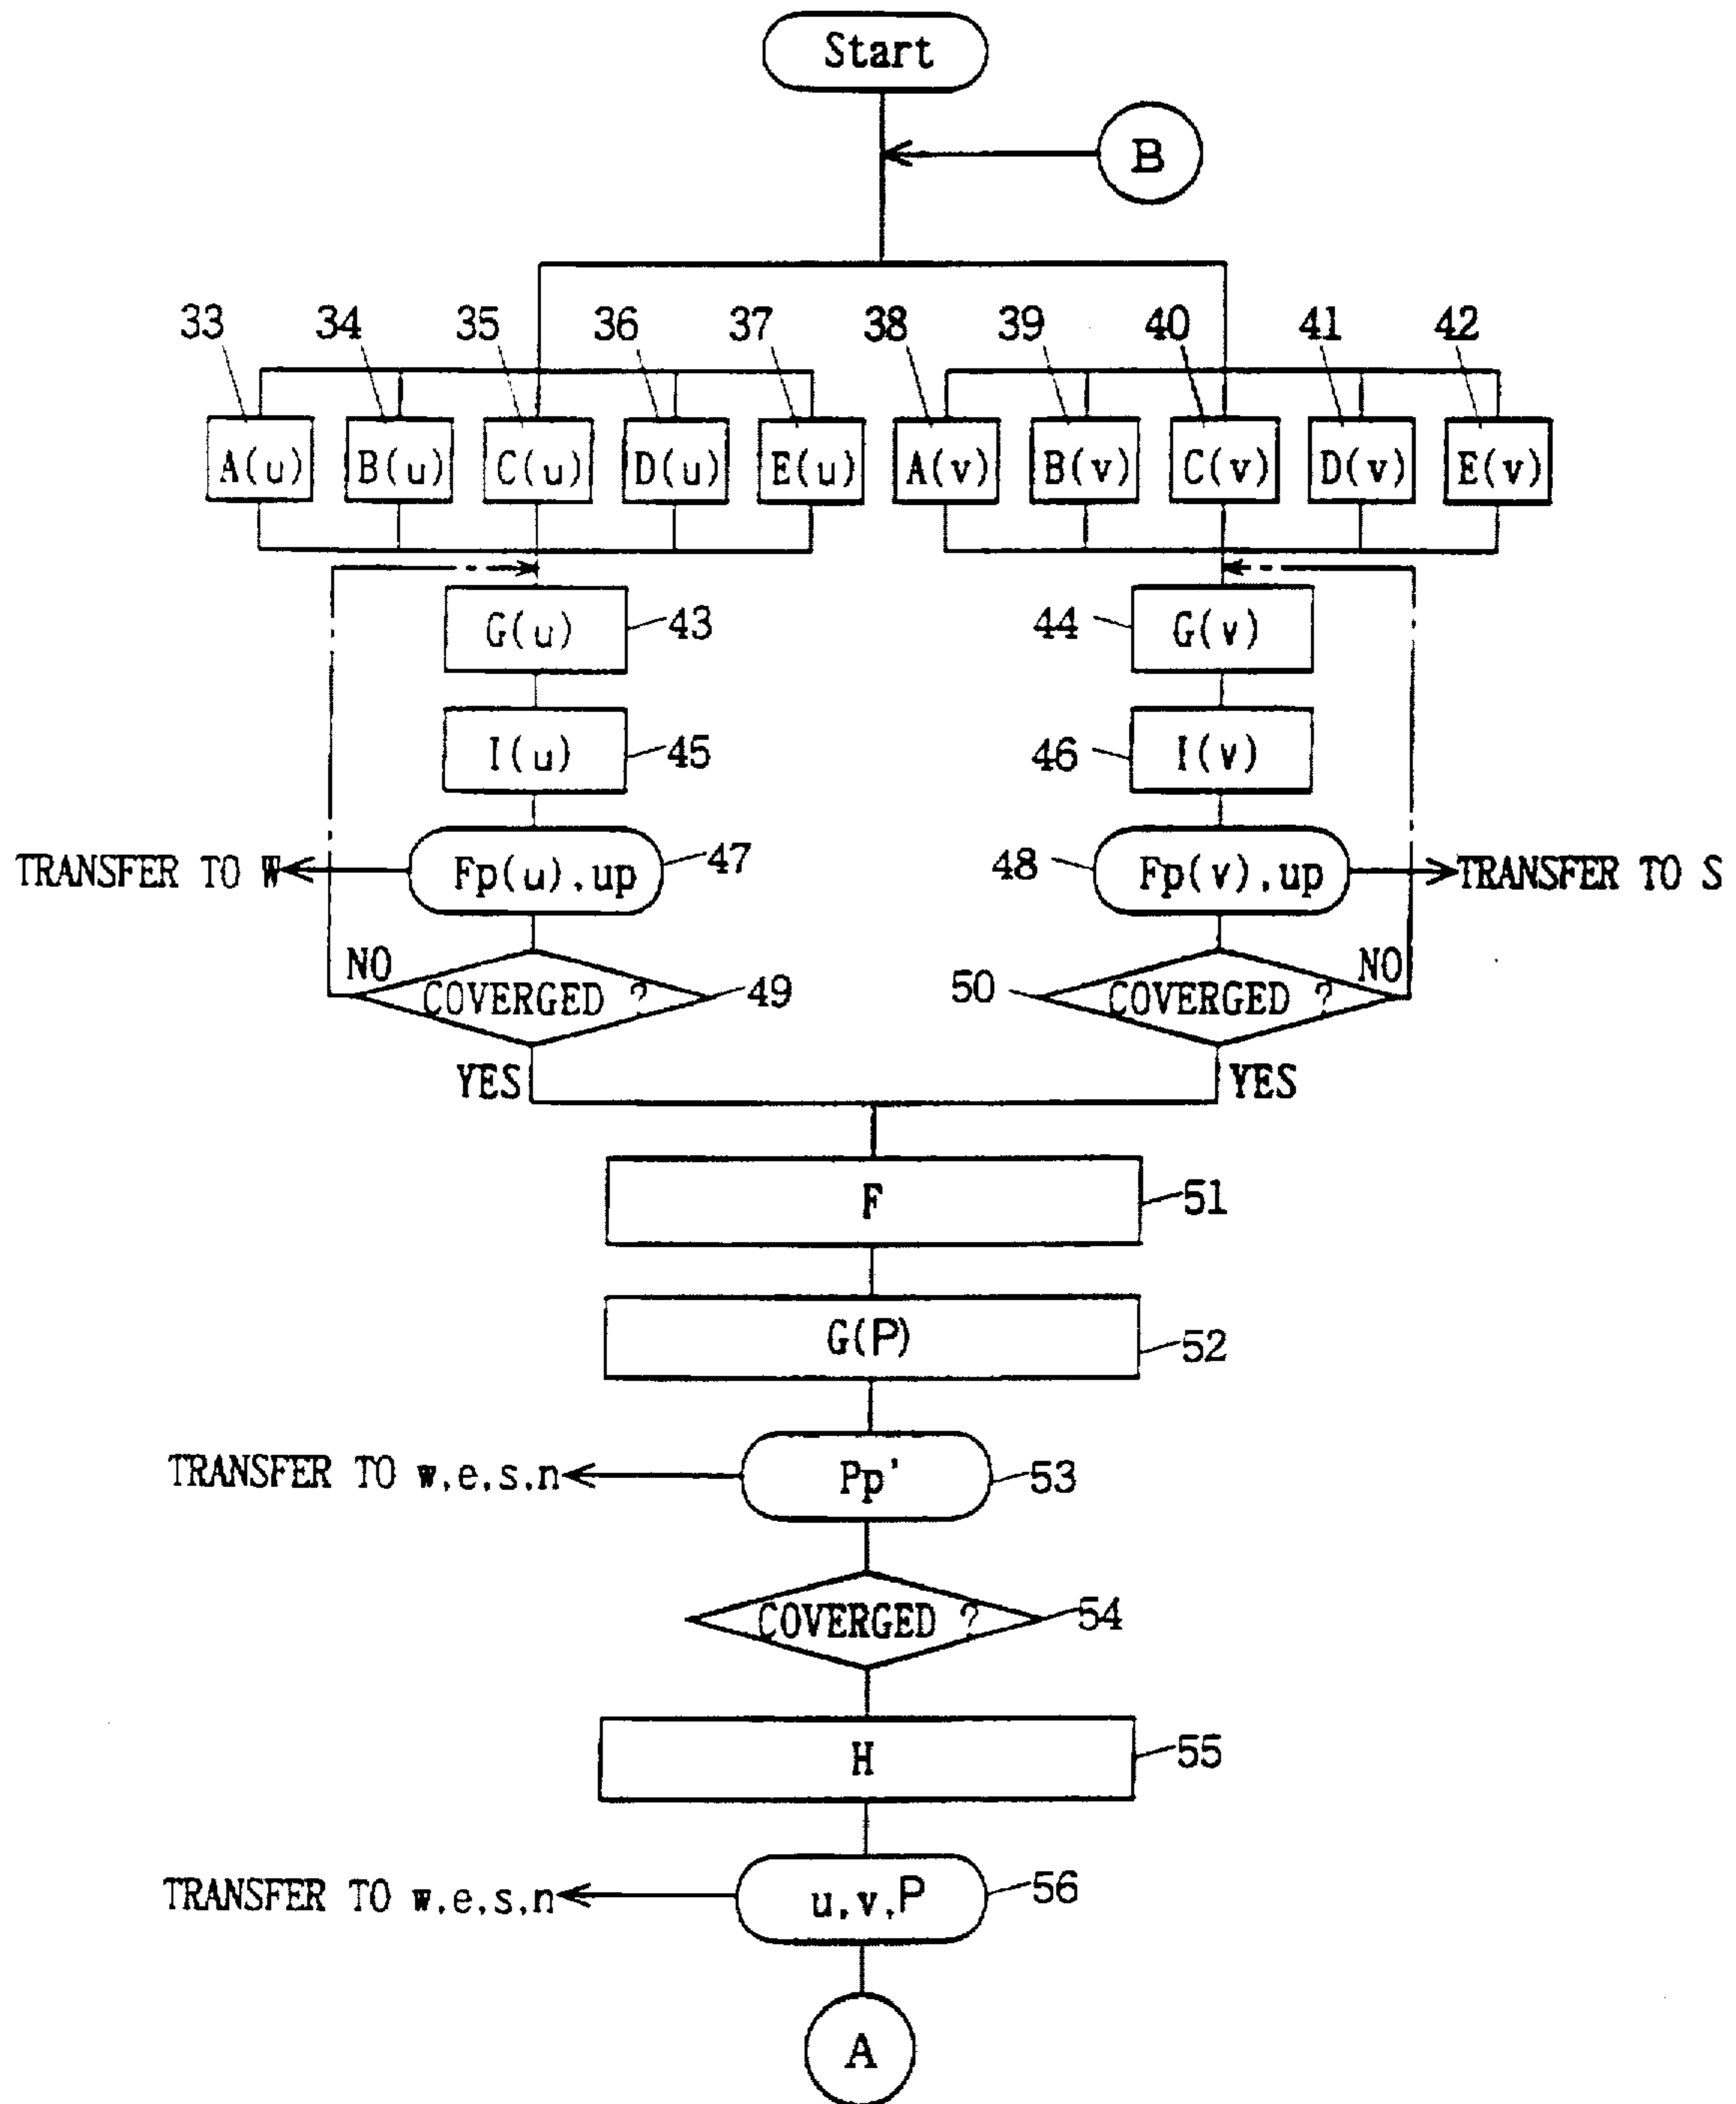 Start
B
33 34 35 36 37 38 39 40 41 42
A(u) B(u) C(u) D(u) E(u) A(v) B(v) C(v) D(v) E(v)
G(u) 43 44 G(v)
I(u) 45 46 I(v)
TRANSFER TO W Fp(u),up 47 48 Fp(v),up TRANSFER TO S
NO COVERGED ? 49 50 COVERGED ? NO
YES YES
F 51
G(P) 52
TRANSFER TO w,e,s,n Pp' 53
COVERGED ? 54
H 55
TRANSFER TO w,e,s,n u,v,P 56
A